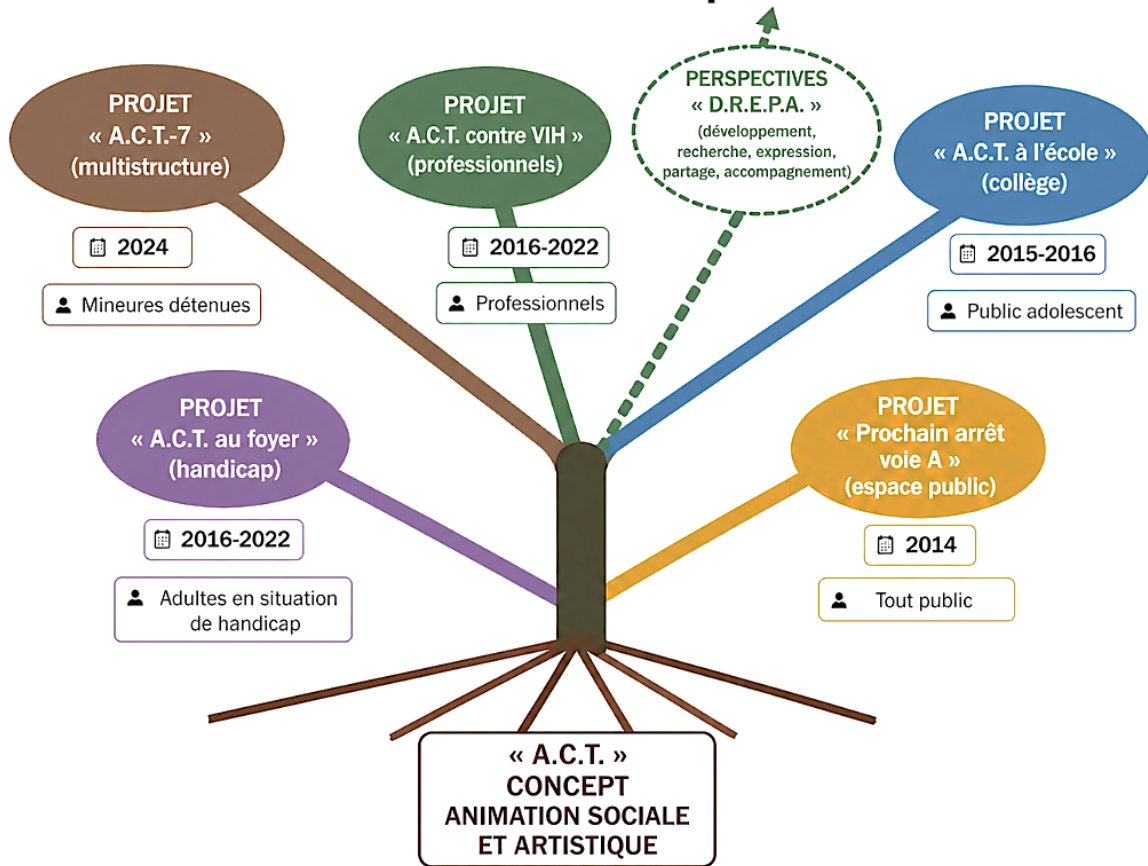 PROJET
« A.C.T.-7 »
(multistructure)
2024
Mineures détenues
PROJET
« A.C.T. contre VIH »
(professionnels)
2016-2022
Professionnels
PERSPECTIVES
« D.R.E.P.A. »
(développement,
recherche, expression,
partage, accompagnement)
PROJET
« A.C.T. à l'école »
(collège)
2015-2016
Public adolescent
PROJET
« A.C.T. au foyer »
(handicap)
2016-2022
Adultes en situation
de handicap
PROJET
« Prochain arrêt
voie A »
(espace public)
2014
Tout public
« A.C.T. »
CONCEPT
ANIMATION SOCIALE
ET ARTISTIQUE